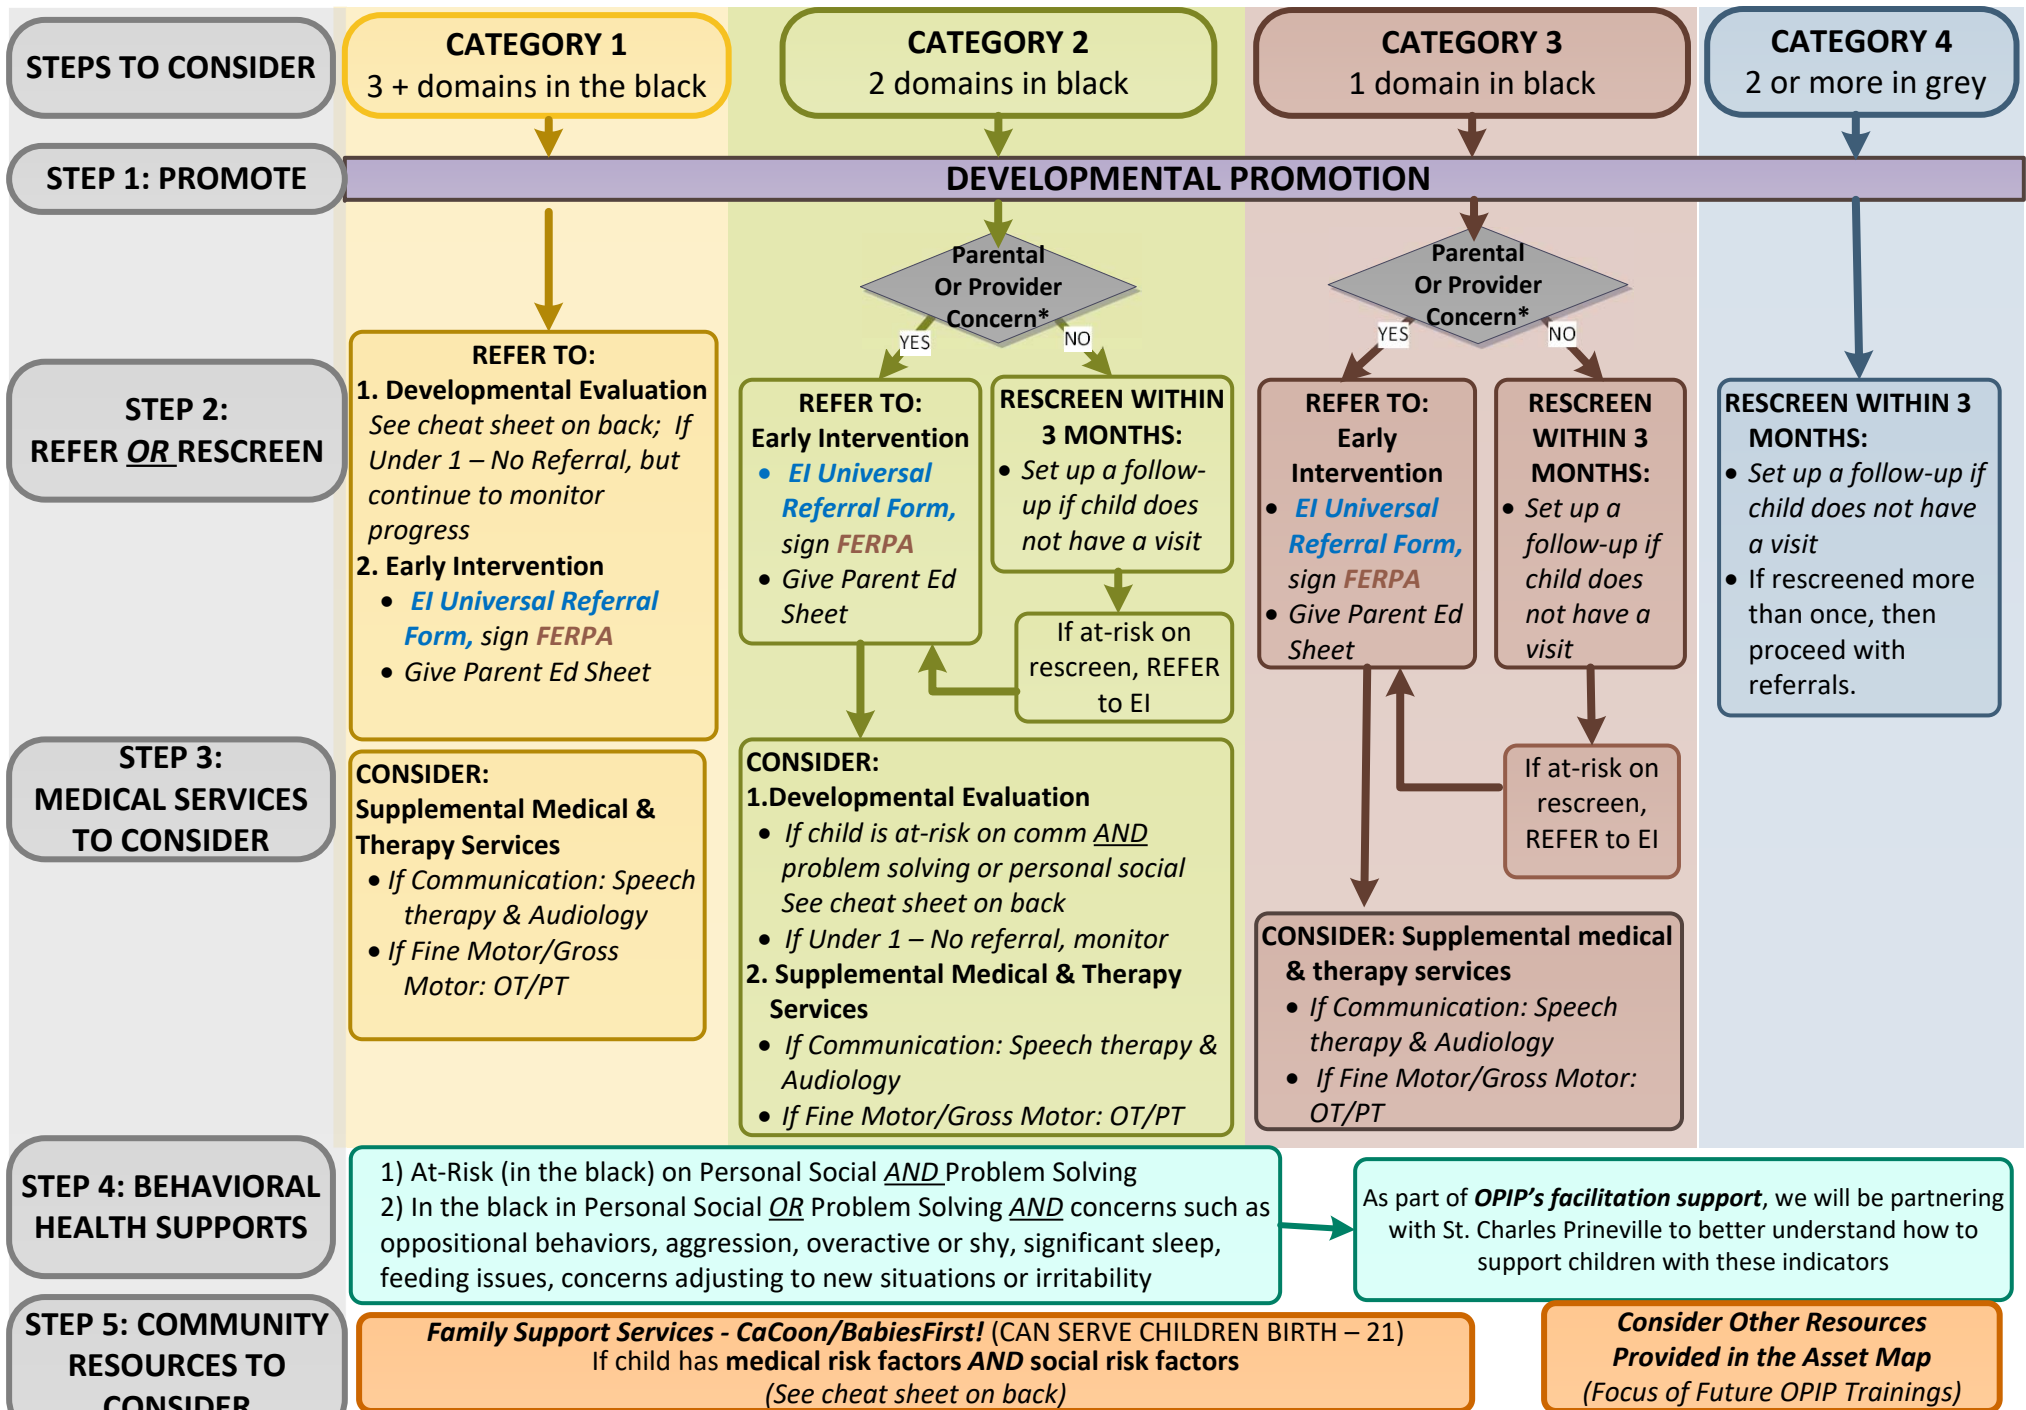 STEPS TO CONSIDER
CATEGORY 1
3 + domains in the black
CATEGORY 2
2 domains in black
CATEGORY 3
1 domain in black
CATEGORY 4
2 or more in grey
STEP 1: PROMOTE
DEVELOPMENTAL PROMOTION
STEP 2:
REFER OR RESCREEN
REFER TO:
1. Developmental Evaluation
See cheat sheet on back; If
Under 1 – No Referral, but
continue to monitor
progress
2. Early Intervention
• EI Universal Referral
Form, sign FERPA
• Give Parent Ed Sheet
Parental
Or Provider
Concern*
YES
NO
REFER TO:
Early Intervention
• EI Universal
Referral Form,
sign FERPA
• Give Parent Ed
Sheet
RESCREEN WITHIN
3 MONTHS:
• Set up a follow-
up if child does
not have a visit
If at-risk on
rescreen, REFER
to EI
Parental
Or Provider
Concern*
YES
NO
REFER TO:
Early
Intervention
• EI Universal
Referral Form,
sign FERPA
• Give Parent Ed
Sheet
RESCREEN
WITHIN 3
MONTHS:
• Set up a
follow-up if
child does
not have a
visit
If at-risk on
rescreen,
REFER to EI
RESCREEN WITHIN 3
MONTHS:
• Set up a follow-up if
child does not have
a visit
• If rescreened more
than once, then
proceed with
referrals.
STEP 3:
MEDICAL SERVICES
TO CONSIDER
CONSIDER:
Supplemental Medical &
Therapy Services
• If Communication: Speech
therapy & Audiology
• If Fine Motor/Gross
Motor: OT/PT
CONSIDER:
1.Developmental Evaluation
• If child is at-risk on comm AND
problem solving or personal social
See cheat sheet on back
• If Under 1 – No referral, monitor
2. Supplemental Medical & Therapy
Services
• If Communication: Speech therapy &
Audiology
• If Fine Motor/Gross Motor: OT/PT
CONSIDER: Supplemental medical
& therapy services
• If Communication: Speech
therapy & Audiology
• If Fine Motor/Gross Motor:
OT/PT
STEP 4: BEHAVIORAL
HEALTH SUPPORTS
1) At-Risk (in the black) on Personal Social AND Problem Solving
2) In the black in Personal Social OR Problem Solving AND concerns such as
oppositional behaviors, aggression, overactive or shy, significant sleep,
feeding issues, concerns adjusting to new situations or irritability
As part of OPIP’s facilitation support, we will be partnering
with St. Charles Prineville to better understand how to
support children with these indicators
STEP 5: COMMUNITY
RESOURCES TO
CONSIDER
Family Support Services - CaCoon/BabiesFirst! (CAN SERVE CHILDREN BIRTH – 21)
If child has medical risk factors AND social risk factors
(See cheat sheet on back)
Consider Other Resources
Provided in the Asset Map
(Focus of Future OPIP Trainings)